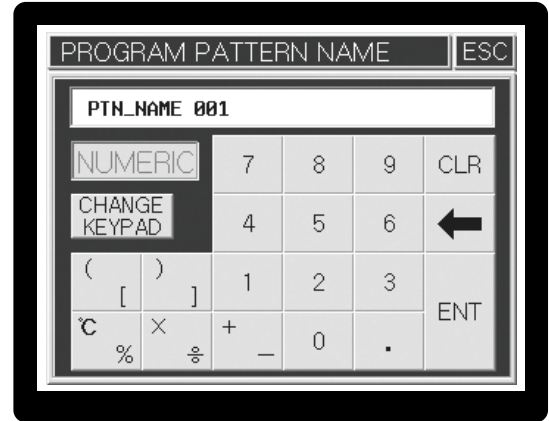 PROGRAM PATTERN NAME ESC
PTN_NAME 001
NUMERIC 7 8 9 CLR
CHANGE
KEYPAD 4 5 6 ←
( [ ) ] 1 2 3 ENT
℃ % × ÷ + − 0 .